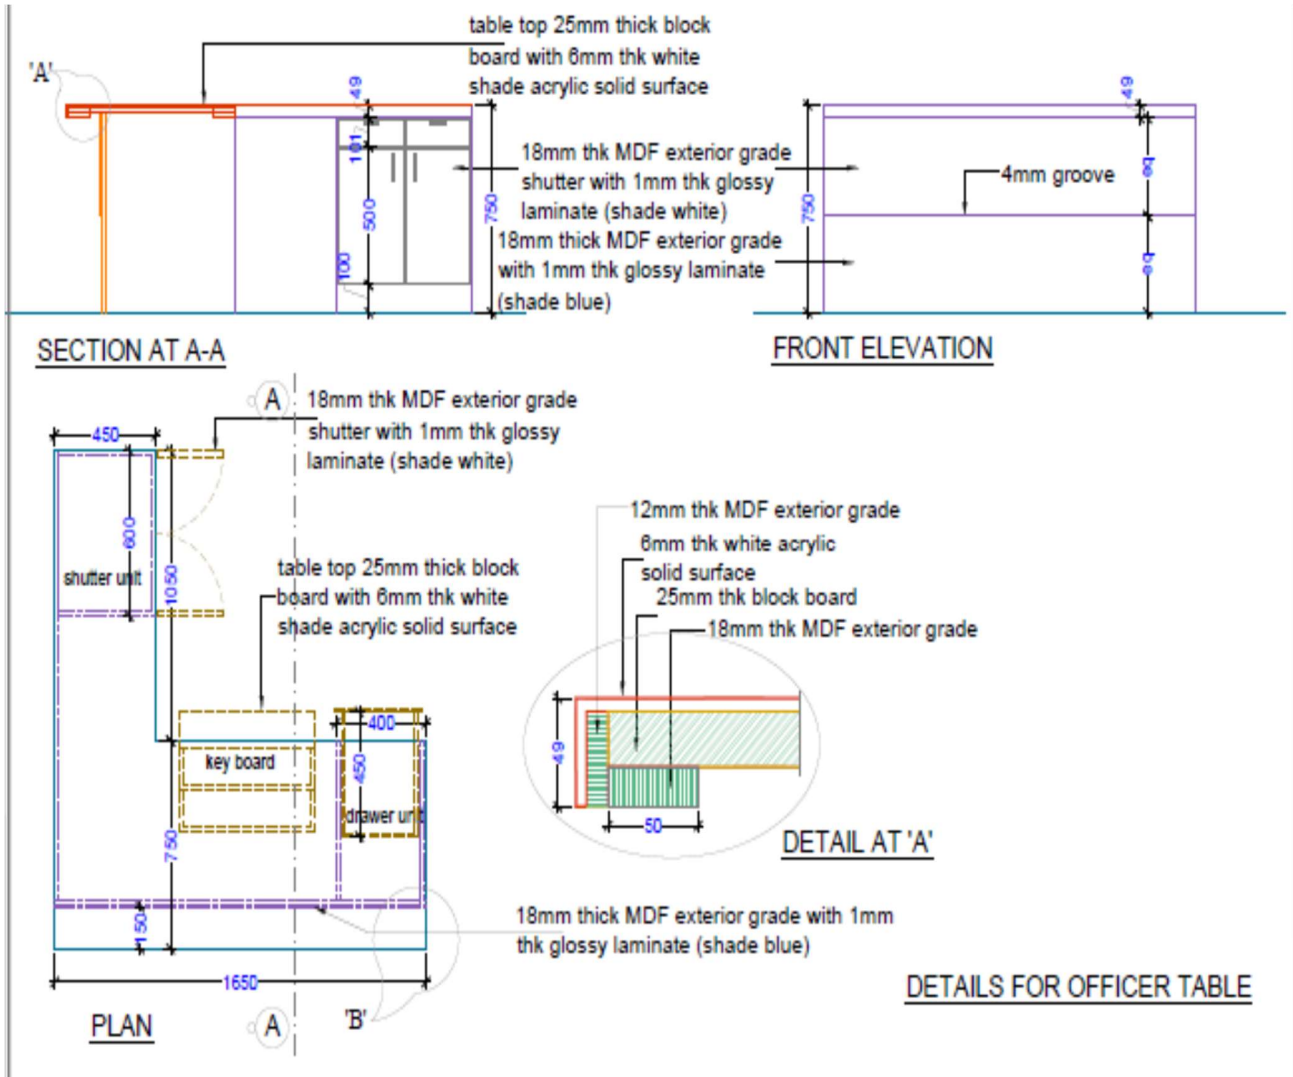 table top 25mm thick block
board with 6mm thk white
shade acrylic solid surface
'A'
49
101
500
100
750
18mm thk MDF exterior grade
shutter with 1mm thk glossy
laminate (shade white)
18mm thick MDF exterior grade
with 1mm thk glossy laminate
(shade blue)
49
be
750
4mm groove
be
SECTION AT A-A
FRONT ELEVATION
A
18mm thk MDF exterior grade
shutter with 1mm thk glossy
laminate (shade white)
450
600
1050
shutter unit
table top 25mm thick block
board with 6mm thk white
shade acrylic solid surface
12mm thk MDF exterior grade
6mm thk white acrylic
solid surface
25mm thk block board
18mm thk MDF exterior grade
400
key board
450
drawer unit
750
49
50
DETAIL AT 'A'
150
18mm thick MDF exterior grade with 1mm
thk glossy laminate (shade blue)
1650
DETAILS FOR OFFICER TABLE
PLAN
A
'B'